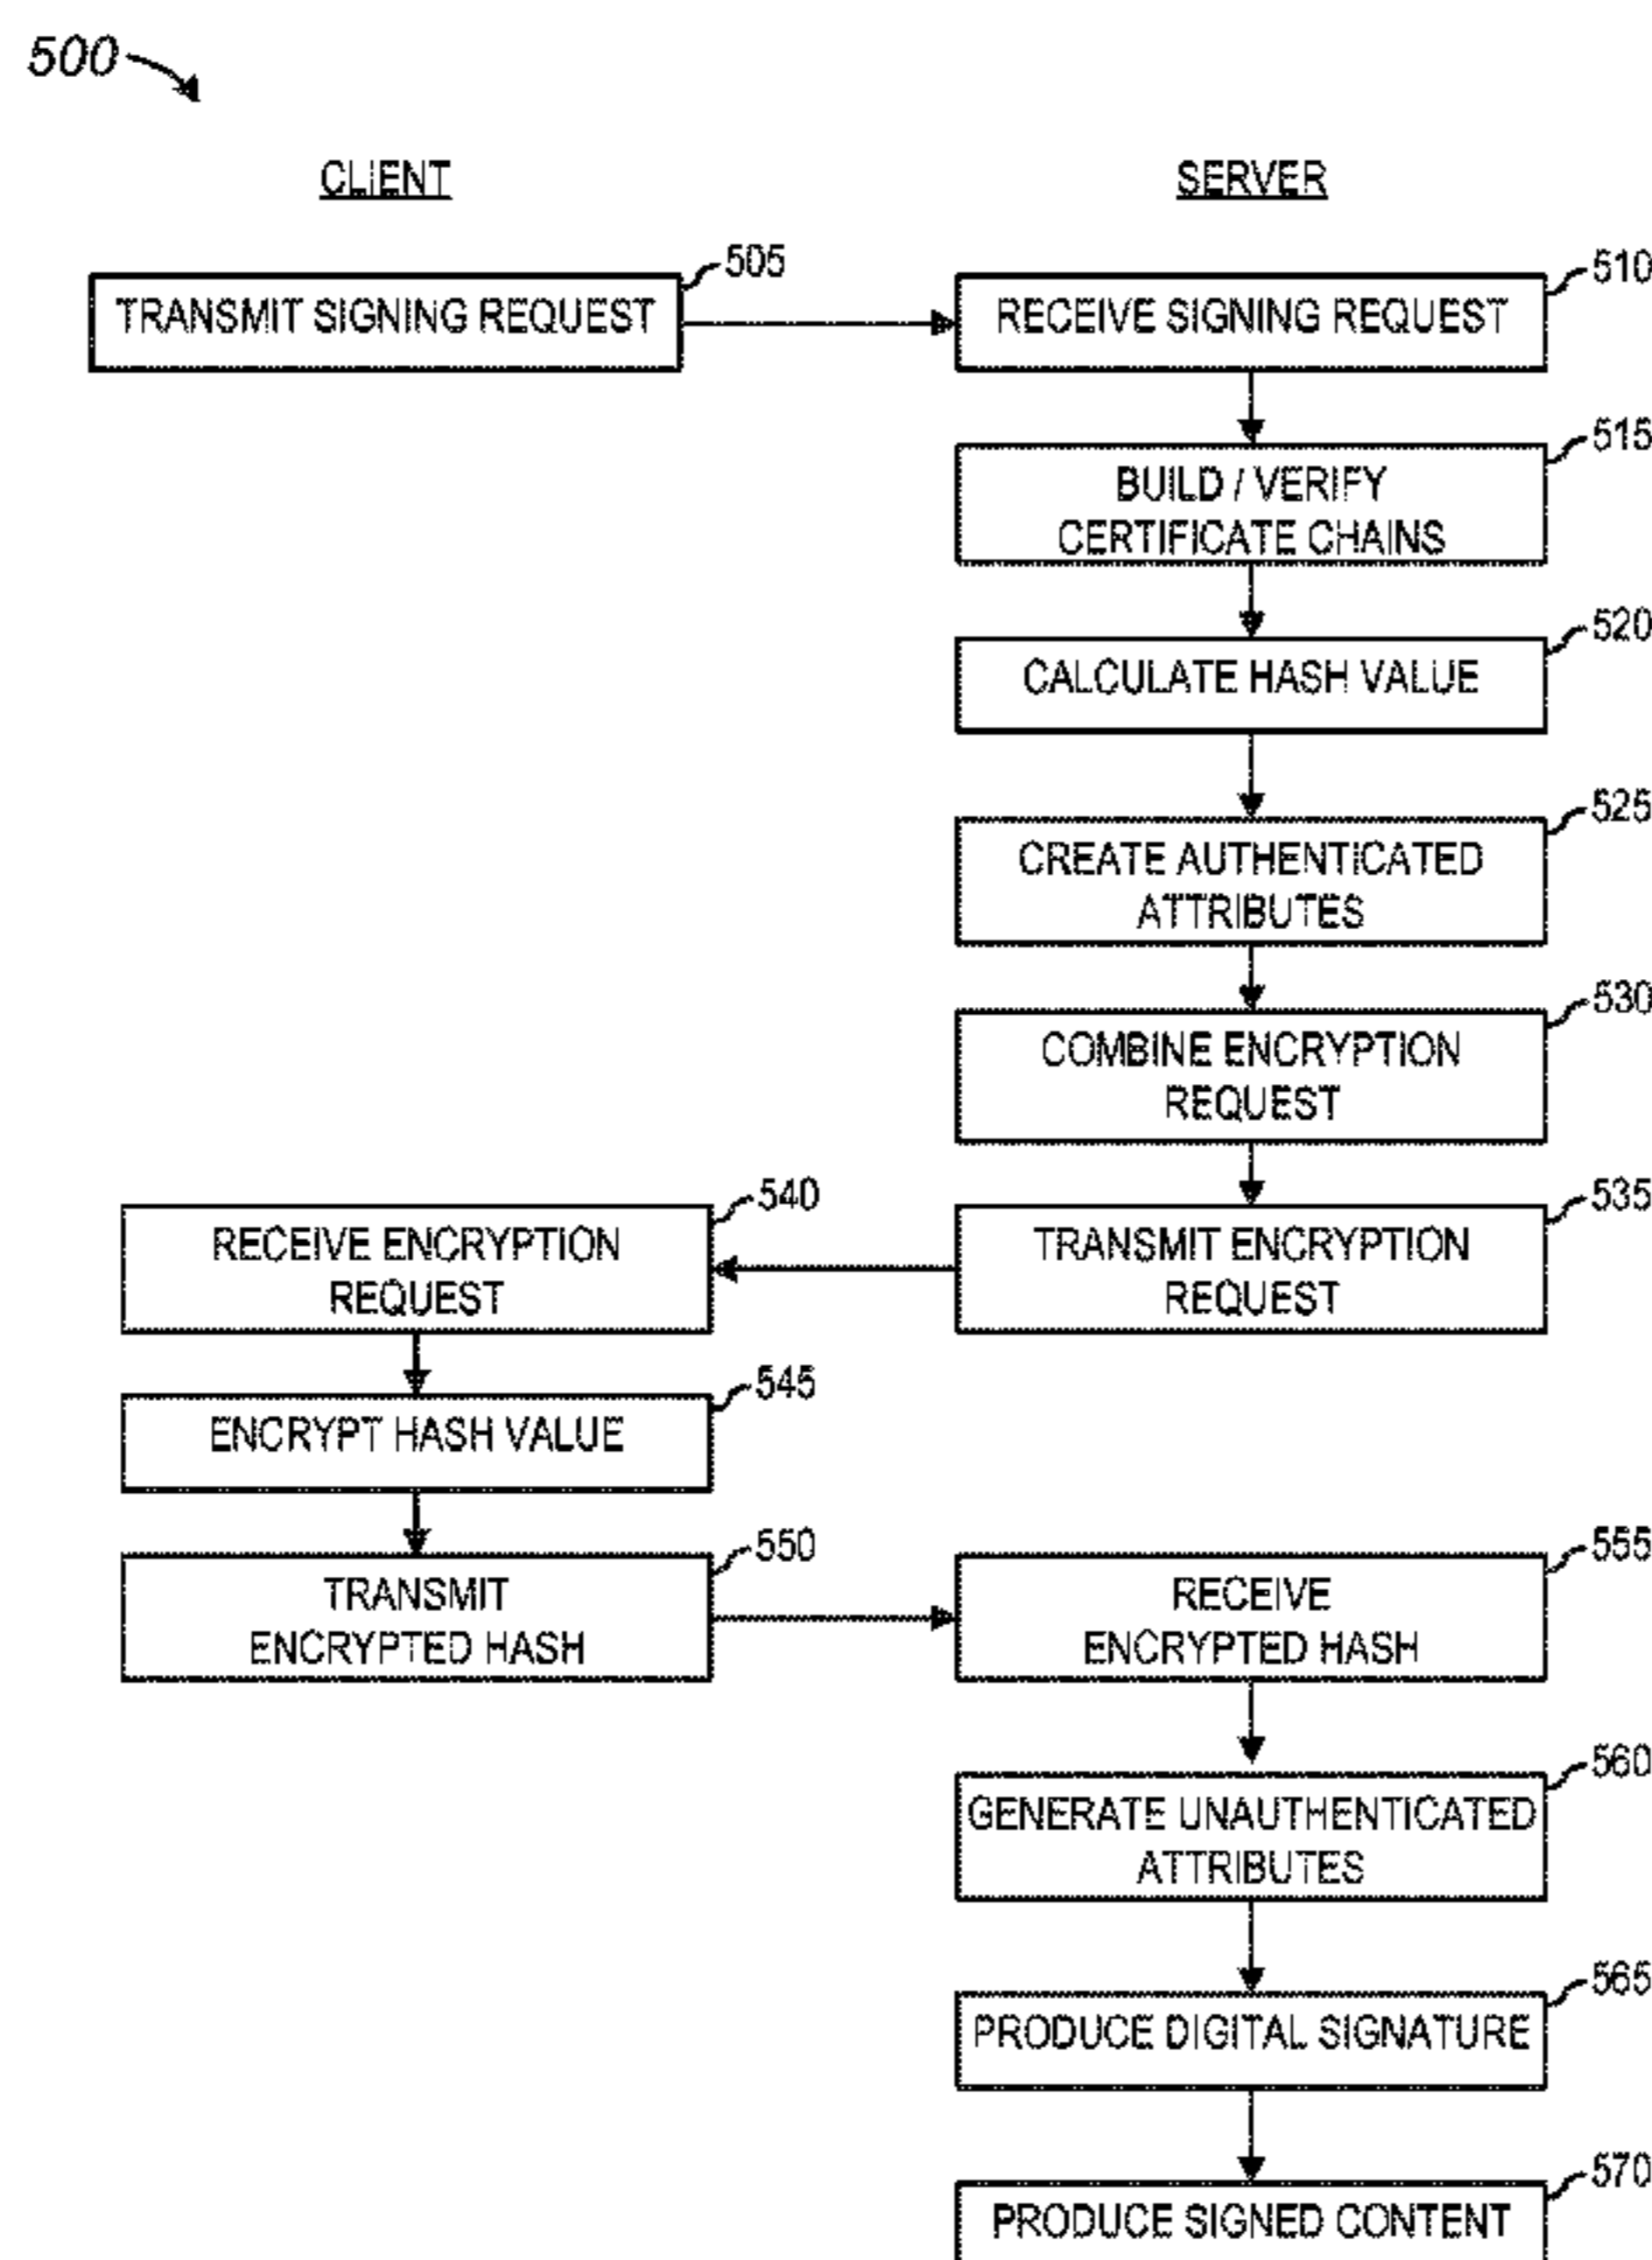 500
CLIENT
SERVER
505
TRANSMIT SIGNING REQUEST
510
RECEIVE SIGNING REQUEST
515
BUILD / VERIFY
CERTIFICATE CHAINS
520
CALCULATE HASH VALUE
525
CREATE AUTHENTICATED
ATTRIBUTES
530
COMBINE ENCRYPTION
REQUEST
535
TRANSMIT ENCRYPTION
REQUEST
540
RECEIVE ENCRYPTION
REQUEST
545
ENCRYPT HASH VALUE
550
TRANSMIT
ENCRYPTED HASH
555
RECEIVE
ENCRYPTED HASH
560
GENERATE UNAUTHENTICATED
ATTRIBUTES
565
PRODUCE DIGITAL SIGNATURE
570
PRODUCE SIGNED CONTENT